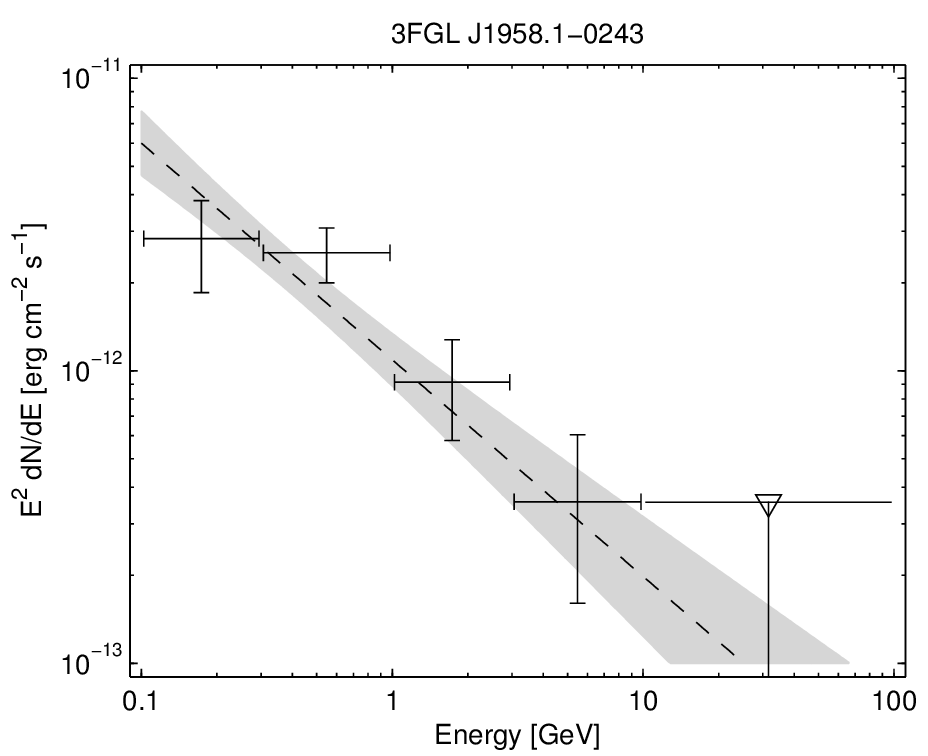 3FGL J1958.1−0243
10⁻¹¹
10⁻¹²
10⁻¹³
E² dN/dE [erg cm⁻² s⁻¹]
0.1 1 10 100
Energy [GeV]